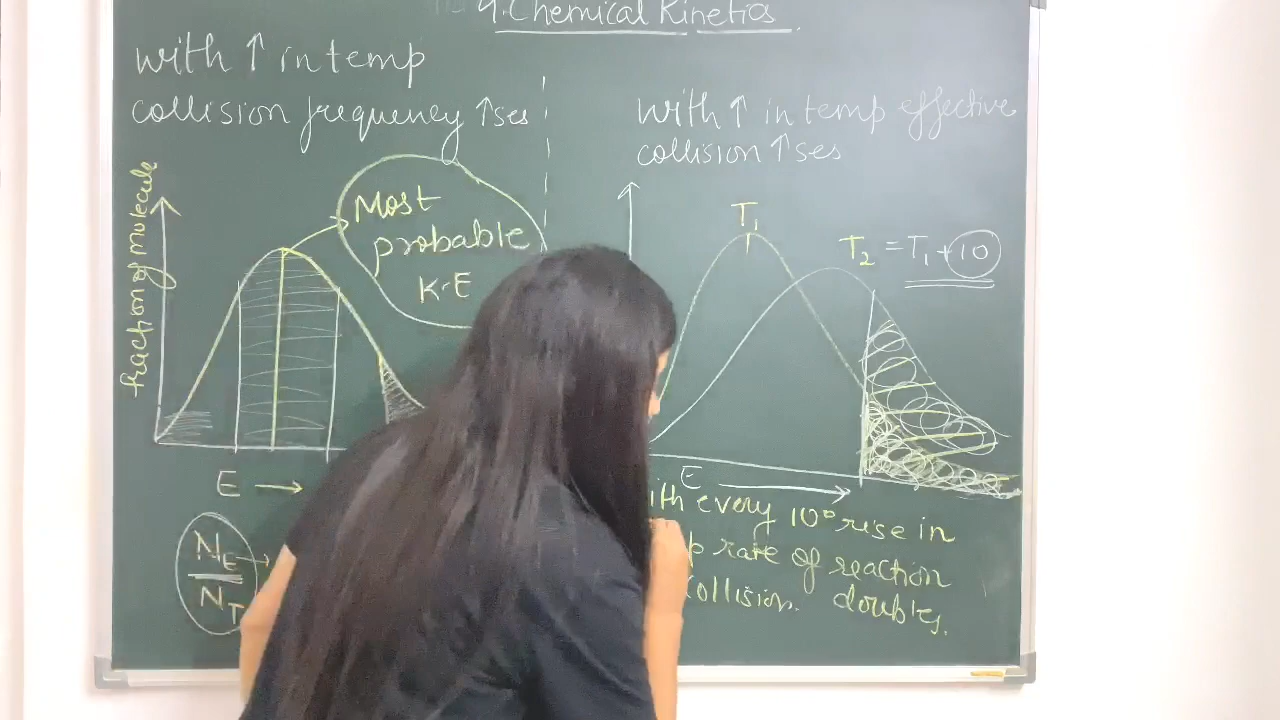 9. Chemical Kinetics
with ↑ in temp
collision frequency ↑ses
fraction of molecule
Most
probable
K.E
E →
N_E →
N_T
with ↑ in temp effective
collision ↑ses
T₁
T₂ = T₁ + 10
E
every 10° rise in
rate of reaction
collision. doubles.